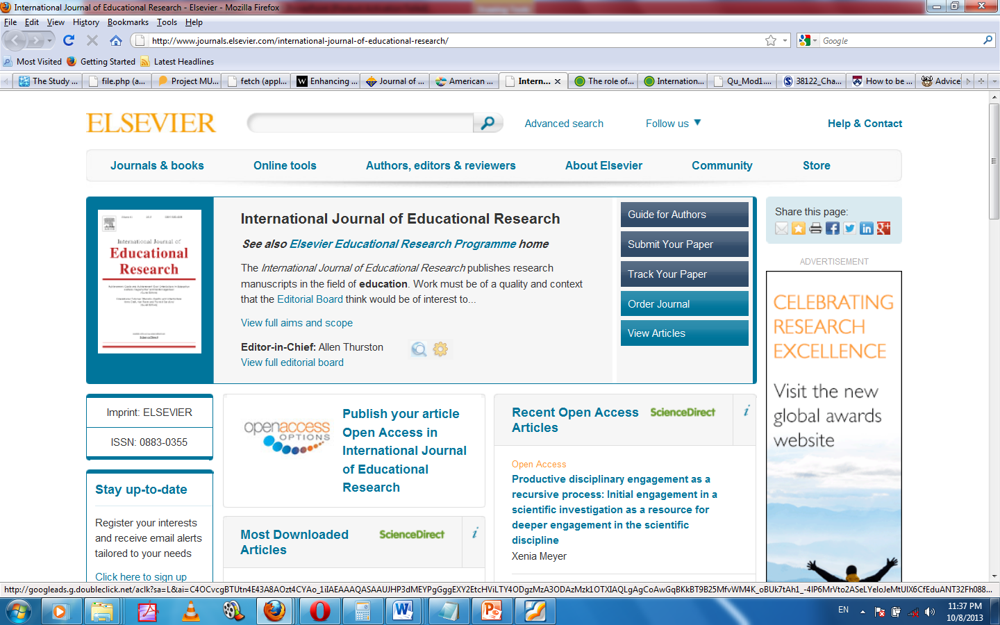 International Journal of Educational Research - Elsevier - Mozilla Firefox
File Edit View History Bookmarks Tools Help
http://www.journals.elsevier.com/international-journal-of-educational-research/
Google
Most Visited Getting Started Latest Headlines
The Study ... file.php (a... Project MU... fetch (appl... Enhancing ... Journal of ... American ... Intern... The role of... Internation... Qu_Mod1.... 38122_Cha... How to be ... Advice
ELSEVIER
Advanced search Follow us Help & Contact
Journals & books Online tools Authors, editors & reviewers About Elsevier Community Store
International Journal of
Educational
Research
International Journal of Educational Research
See also Elsevier Educational Research Programme home
The International Journal of Educational Research publishes research
manuscripts in the field of education. Work must be of a quality and context
that the Editorial Board think would be of interest to...
View full aims and scope
Editor-in-Chief: Allen Thurston
View full editorial board
Guide for Authors
Submit Your Paper
Track Your Paper
Order Journal
View Articles
Share this page:
ADVERTISEMENT
CELEBRATING
RESEARCH
EXCELLENCE
Visit the new
global awards
website
Imprint: ELSEVIER
ISSN: 0883-0355
Stay up-to-date
Register your interests
and receive email alerts
tailored to your needs
Click here to sign up
openaccess
OPTIONS
Publish your article
Open Access in
International Journal
of Educational
Research
Most Downloaded
Articles
ScienceDirect
i
Recent Open Access
Articles
ScienceDirect
i
Open Access
Productive disciplinary engagement as a
recursive process: Initial engagement in a
scientific investigation as a resource for
deeper engagement in the scientific
discipline
Xenia Meyer
EN
11:37 PM
10/8/2013